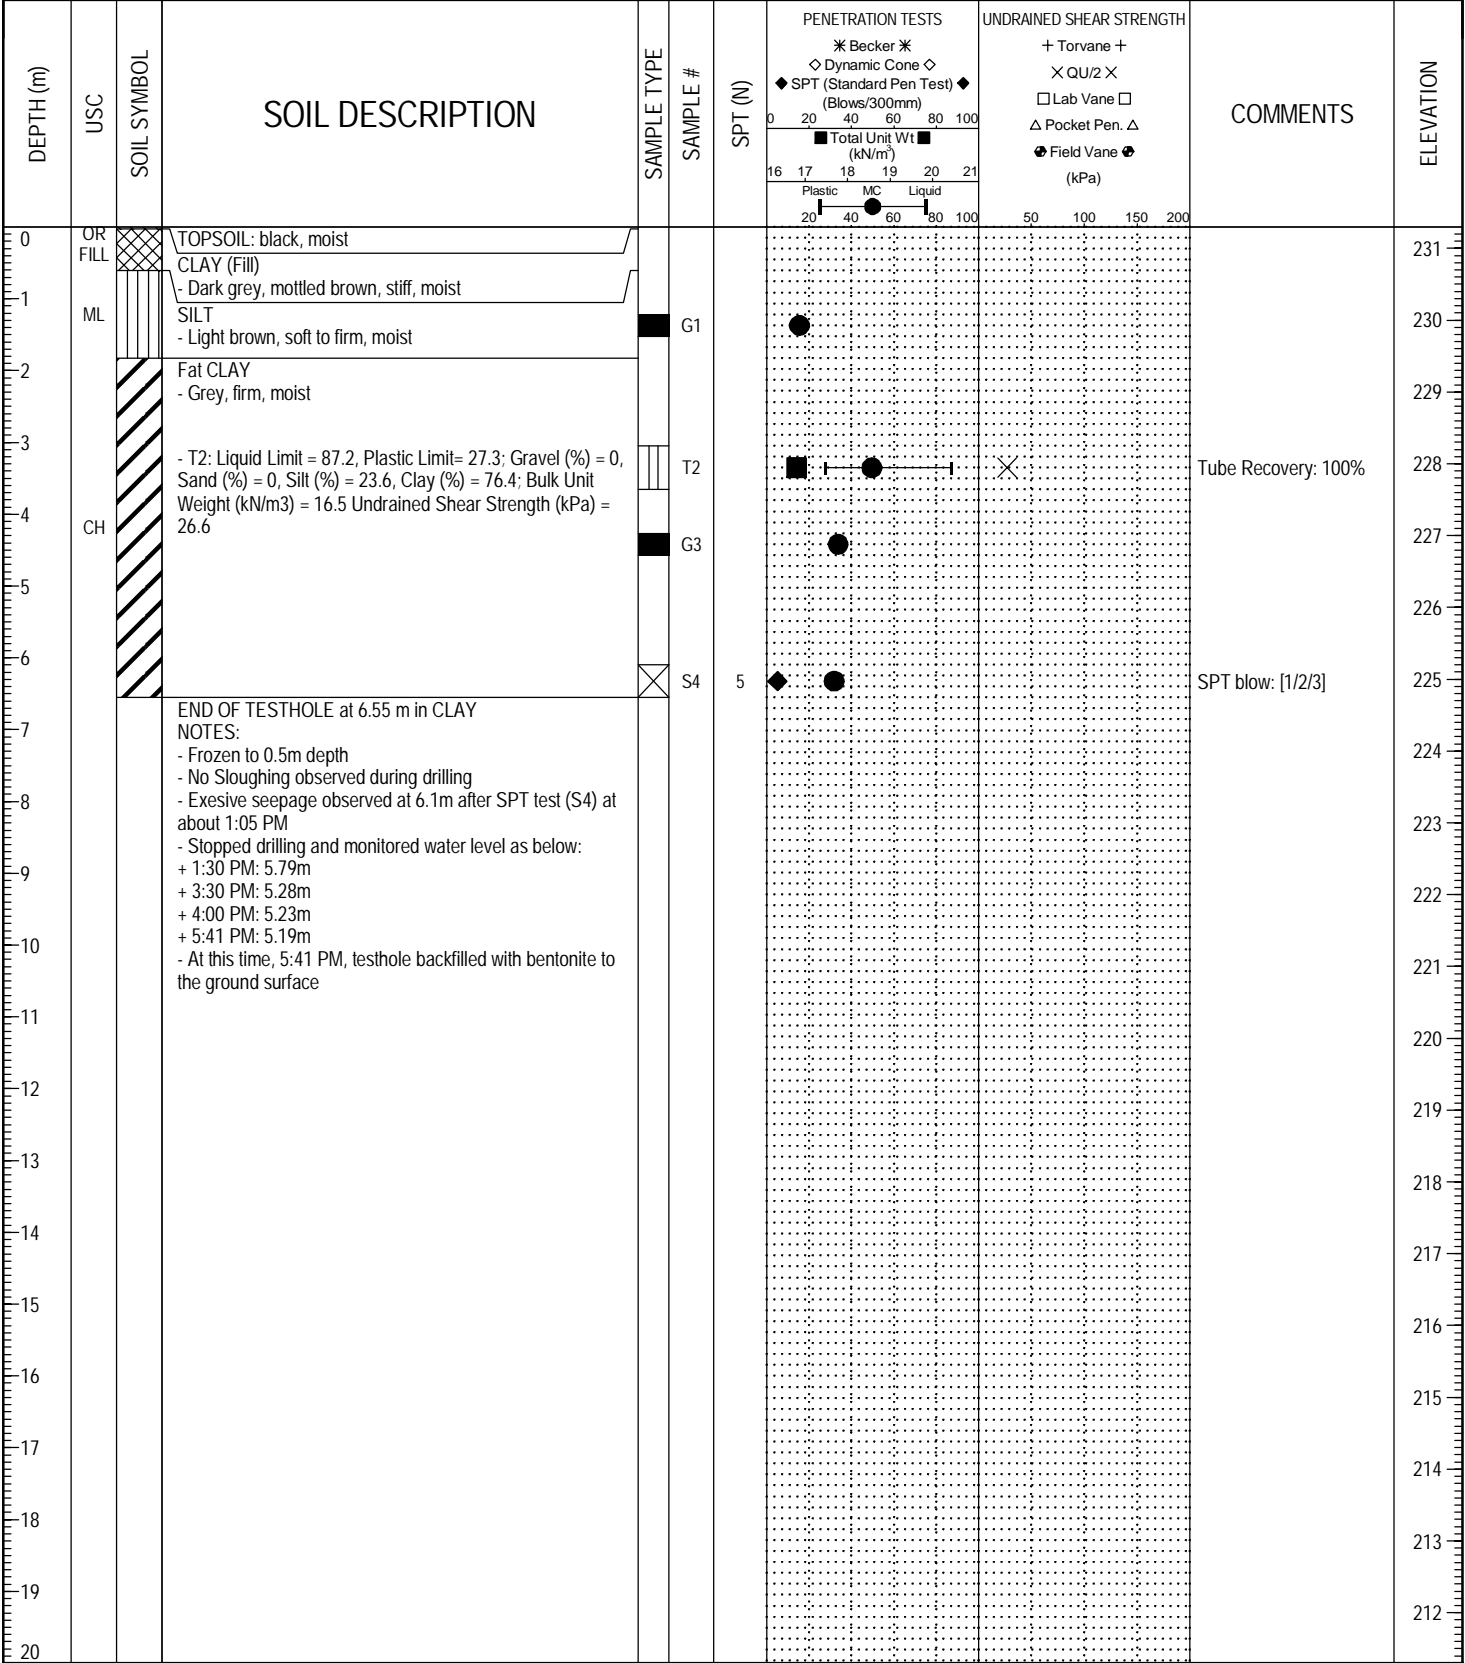 DEPTH (m)
USC
SOIL SYMBOL
SOIL DESCRIPTION
SAMPLE TYPE
SAMPLE #
SPT (N)
PENETRATION TESTS
Becker
Dynamic Cone
SPT (Standard Pen Test)
(Blows/300mm)
0 20 40 60 80 100
Total Unit Wt
(kN/m³)
16 17 18 19 20 21
Plastic MC Liquid
20 40 60 80 100
UNDRAINED SHEAR STRENGTH
+ Torvane +
QU/2
Lab Vane
Pocket Pen.
Field Vane
(kPa)
50 100 150 200
COMMENTS
ELEVATION
0
1
2
3
4
5
6
7
8
9
10
11
12
13
14
15
16
17
18
19
20
OR
FILL
ML
CH
TOPSOIL: black, moist
CLAY (Fill)
- Dark grey, mottled brown, stiff, moist
SILT
- Light brown, soft to firm, moist
Fat CLAY
- Grey, firm, moist
- T2: Liquid Limit = 87.2, Plastic Limit= 27.3; Gravel (%) = 0,
Sand (%) = 0, Silt (%) = 23.6, Clay (%) = 76.4; Bulk Unit
Weight (kN/m3) = 16.5 Undrained Shear Strength (kPa) =
26.6
END OF TESTHOLE at 6.55 m in CLAY
NOTES:
- Frozen to 0.5m depth
- No Sloughing observed during drilling
- Exesive seepage observed at 6.1m after SPT test (S4) at
about 1:05 PM
- Stopped drilling and monitored water level as below:
+ 1:30 PM: 5.79m
+ 3:30 PM: 5.28m
+ 4:00 PM: 5.23m
+ 5:41 PM: 5.19m
- At this time, 5:41 PM, testhole backfilled with bentonite to
the ground surface
G1
T2
G3
S4
5
Tube Recovery: 100%
SPT blow: [1/2/3]
231
230
229
228
227
226
225
224
223
222
221
220
219
218
217
216
215
214
213
212